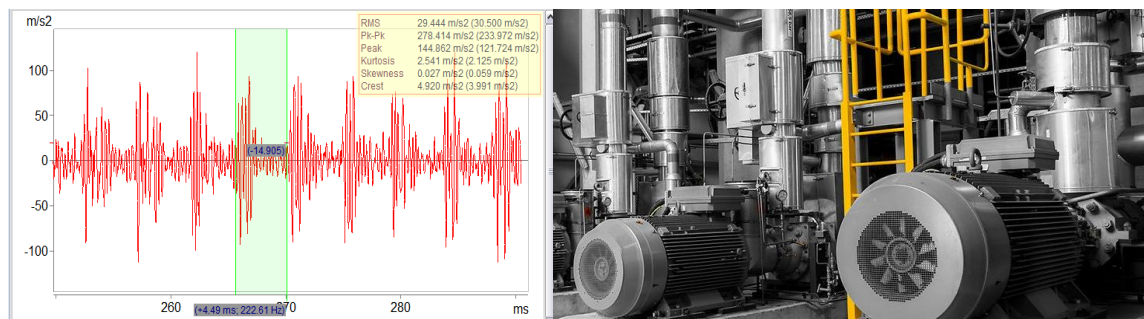 m/s2
RMS 29.444 m/s2 (30.500 m/s2)
Pk-Pk 278.414 m/s2 (233.972 m/s2)
Peak 144.862 m/s2 (121.724 m/s2)
Kurtosis 2.541 m/s2 (2.125 m/s2)
Skewness 0.027 m/s2 (0.059 m/s2)
Crest 4.920 m/s2 (3.991 m/s2)
100
50
(-14.905)
0
-50
-100
260 270 280 ms
(+4.49 ms; 222.61 Hz)